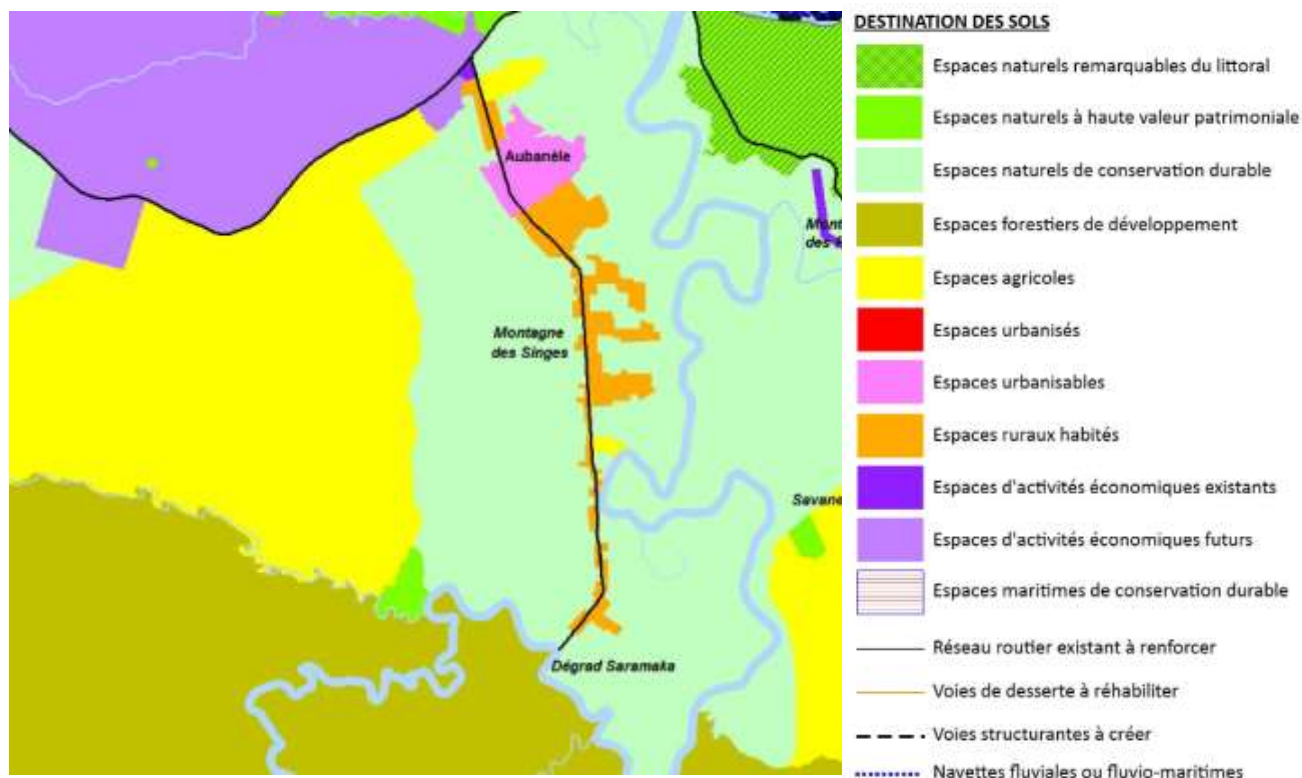 Aubanèle
Montagne
des Singes
Savane
Dégrad Saramaka
DESTINATION DES SOLS
Espaces naturels remarquables du littoral
Espaces naturels à haute valeur patrimoniale
Espaces naturels de conservation durable
Espaces forestiers de développement
Espaces agricoles
Espaces urbanisés
Espaces urbanisables
Espaces ruraux habités
Espaces d'activités économiques existants
Espaces d'activités économiques futurs
Espaces maritimes de conservation durable
Réseau routier existant à renforcer
Voies de desserte à réhabiliter
Voies structurantes à créer
Navettes fluviales ou fluvio-maritimes